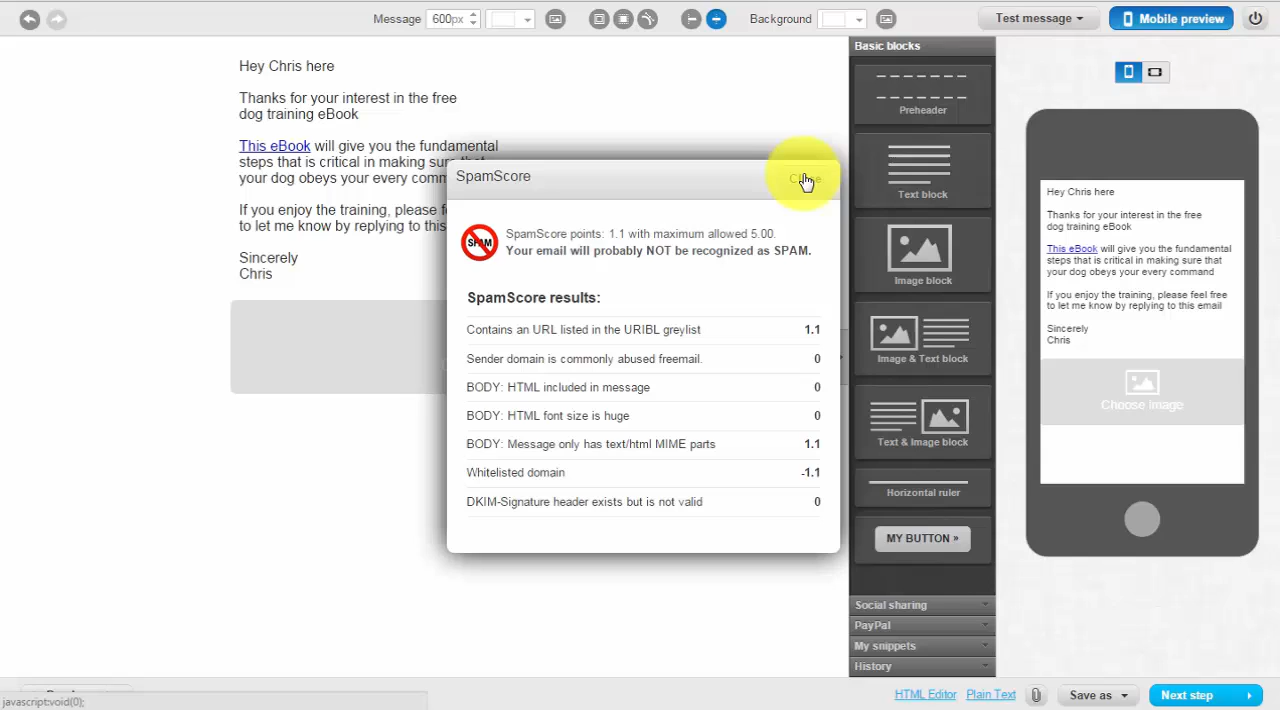 Message 600px
Background
Test message
Mobile preview
Hey Chris here
Thanks for your interest in the free
dog training eBook
This eBook will give you the fundamental
steps that is critical in making sure that
your dog obeys your every comm
If you enjoy the training, please f
to let me know by replying to this
Sincerely
Chris
SpamScore
Close
SPAM
SpamScore points: 1.1 with maximum allowed 5.00.
Your email will probably NOT be recognized as SPAM.
SpamScore results:
Contains an URL listed in the URIBL greylist 1.1
Sender domain is commonly abused freemail. 0
BODY: HTML included in message 0
BODY: HTML font size is huge 0
BODY: Message only has text/html MIME parts 1.1
Whitelisted domain -1.1
DKIM-Signature header exists but is not valid 0
Basic blocks
Preheader
Text block
Image block
Image & Text block
Text & Image block
Horizontal ruler
MY BUTTON »
Social sharing
PayPal
My snippets
History
Hey Chris here
Thanks for your interest in the free
dog training eBook
This eBook will give you the fundamental
steps that is critical in making sure that
your dog obeys your every command
If you enjoy the training, please feel free
to let me know by replying to this email
Sincerely
Chris
Choose image
javascript:void(0);
HTML Editor
Plain Text
Save as
Next step